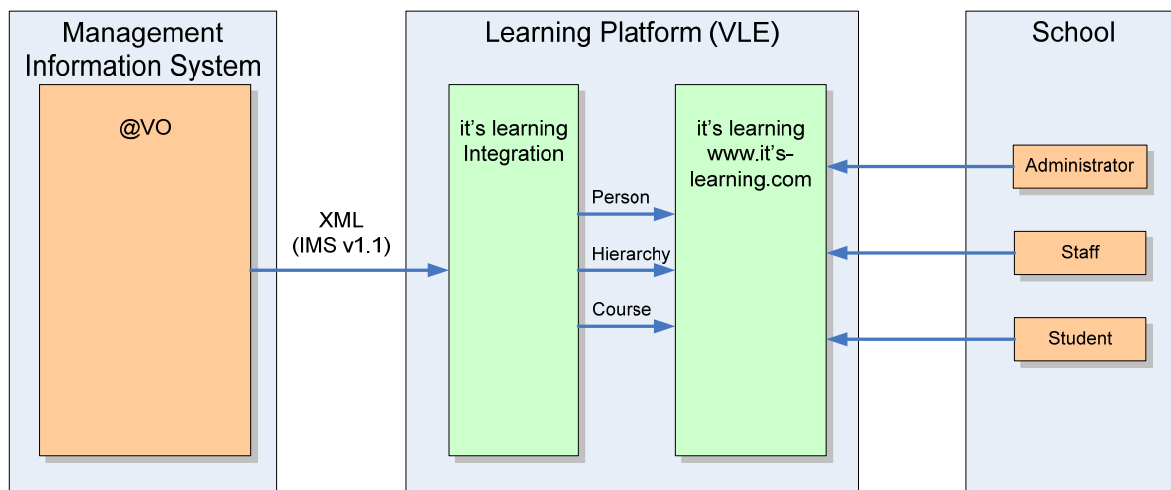 Management
Information System
@VO
XML
(IMS v1.1)
Learning Platform (VLE)
it's learning
Integration
Person
Hierarchy
Course
it's learning
www.it's-
learning.com
School
Administrator
Staff
Student